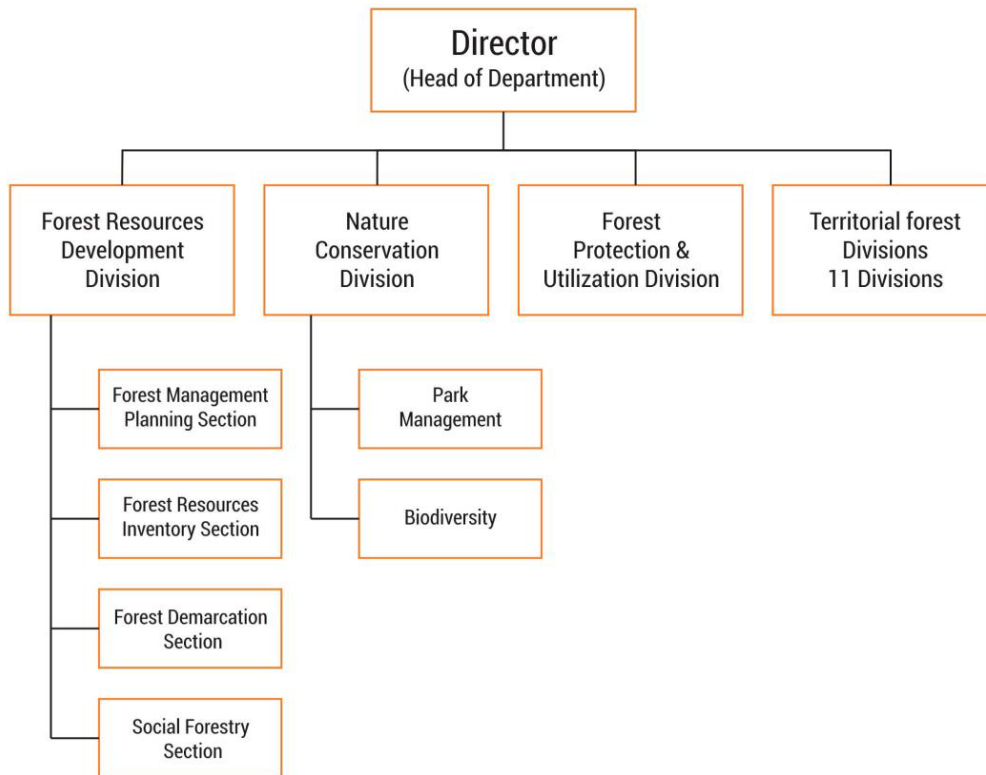 Director
(Head of Department)
Forest Resources
Development
Division
Nature
Conservation
Division
Forest
Protection &
Utilization Division
Territorial forest
Divisions
11 Divisions
Forest Management
Planning Section
Forest Resources
Inventory Section
Forest Demarcation
Section
Social Forestry
Section
Park
Management
Biodiversity